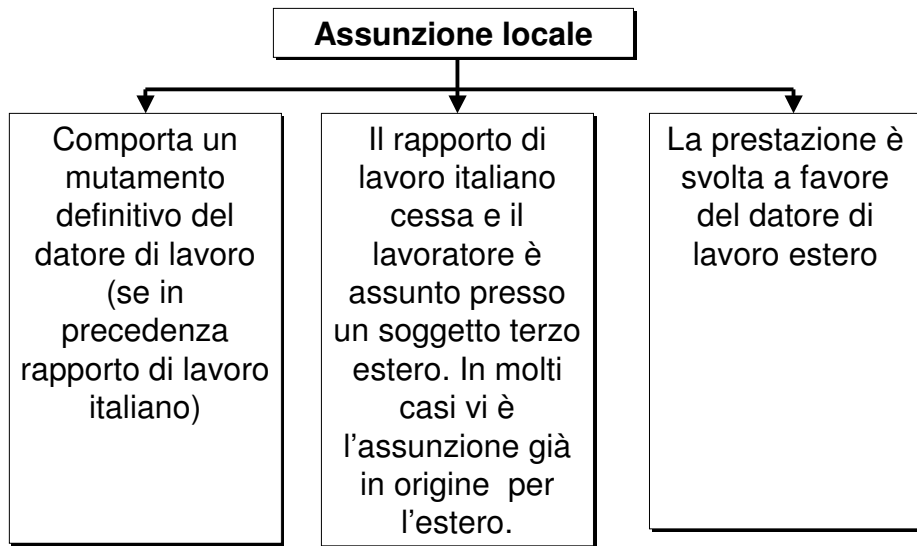 Assunzione locale
Comporta un
mutamento
definitivo del
datore di lavoro
(se in
precedenza
rapporto di lavoro
italiano)
Il rapporto di
lavoro italiano
cessa e il
lavoratore è
assunto presso
un soggetto terzo
estero. In molti
casi vi è
l'assunzione già
in origine per
l'estero.
La prestazione è
svolta a favore
del datore di
lavoro estero